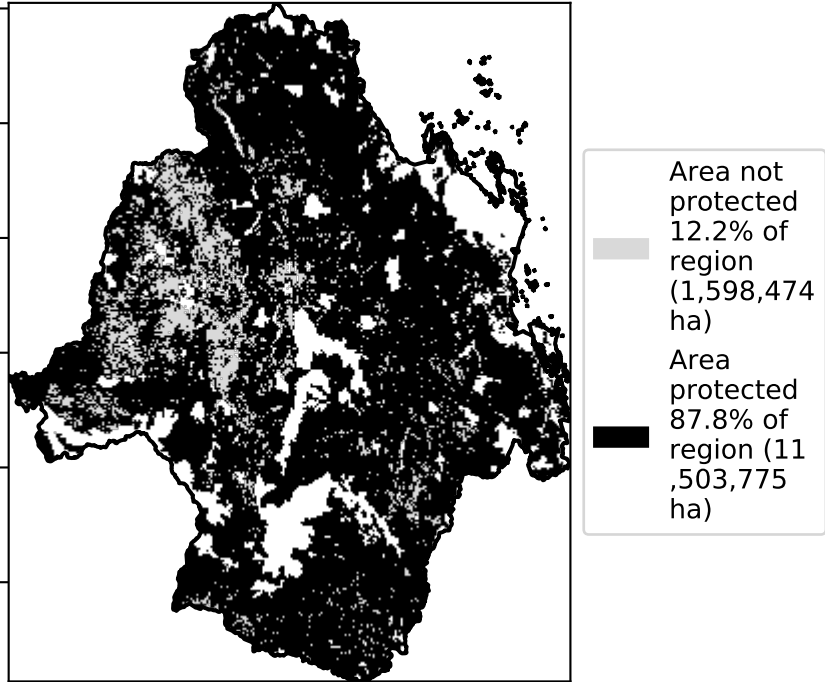 Area not
protected
12.2% of
region
(1,598,474
ha)
Area
protected
87.8% of
region (11
,503,775
ha)